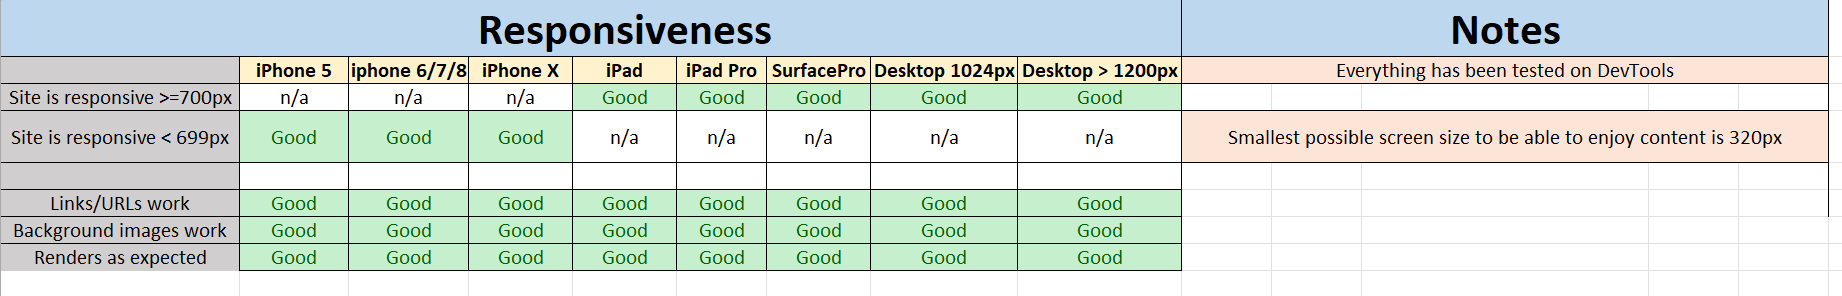 Responsiveness Notes
iPhone 5 iphone 6/7/8 iPhone X iPad iPad Pro SurfacePro Desktop 1024px Desktop > 1200px Everything has been tested on DevTools
Site is responsive >=700px n/a n/a n/a Good Good Good Good Good
Site is responsive < 699px Good Good Good n/a n/a n/a n/a n/a Smallest possible screen size to be able to enjoy content is 320px
Links/URLs work Good Good Good Good Good Good Good Good
Background images work Good Good Good Good Good Good Good Good
Renders as expected Good Good Good Good Good Good Good Good